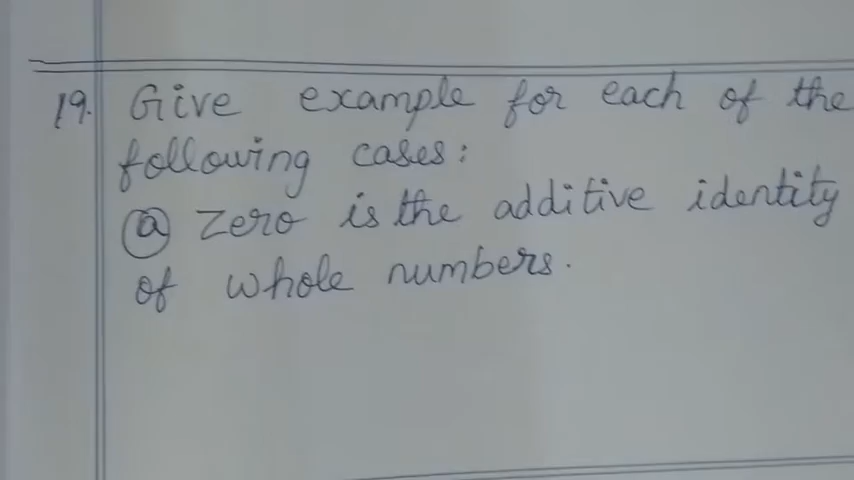 19. Give example for each of the
following cases:
(a) Zero is the additive identity
of whole numbers.